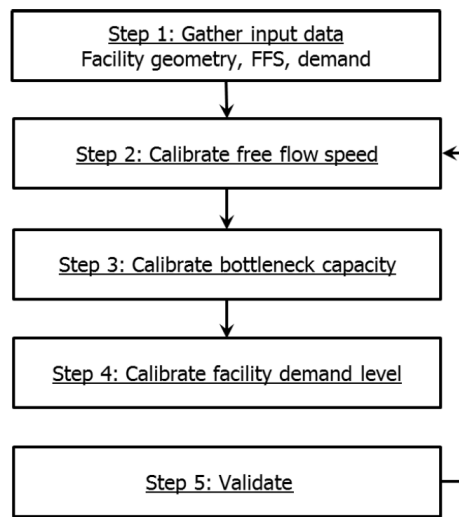 Step 1: Gather input data
Facility geometry, FFS, demand
Step 2: Calibrate free flow speed
Step 3: Calibrate bottleneck capacity
Step 4: Calibrate facility demand level
Step 5: Validate